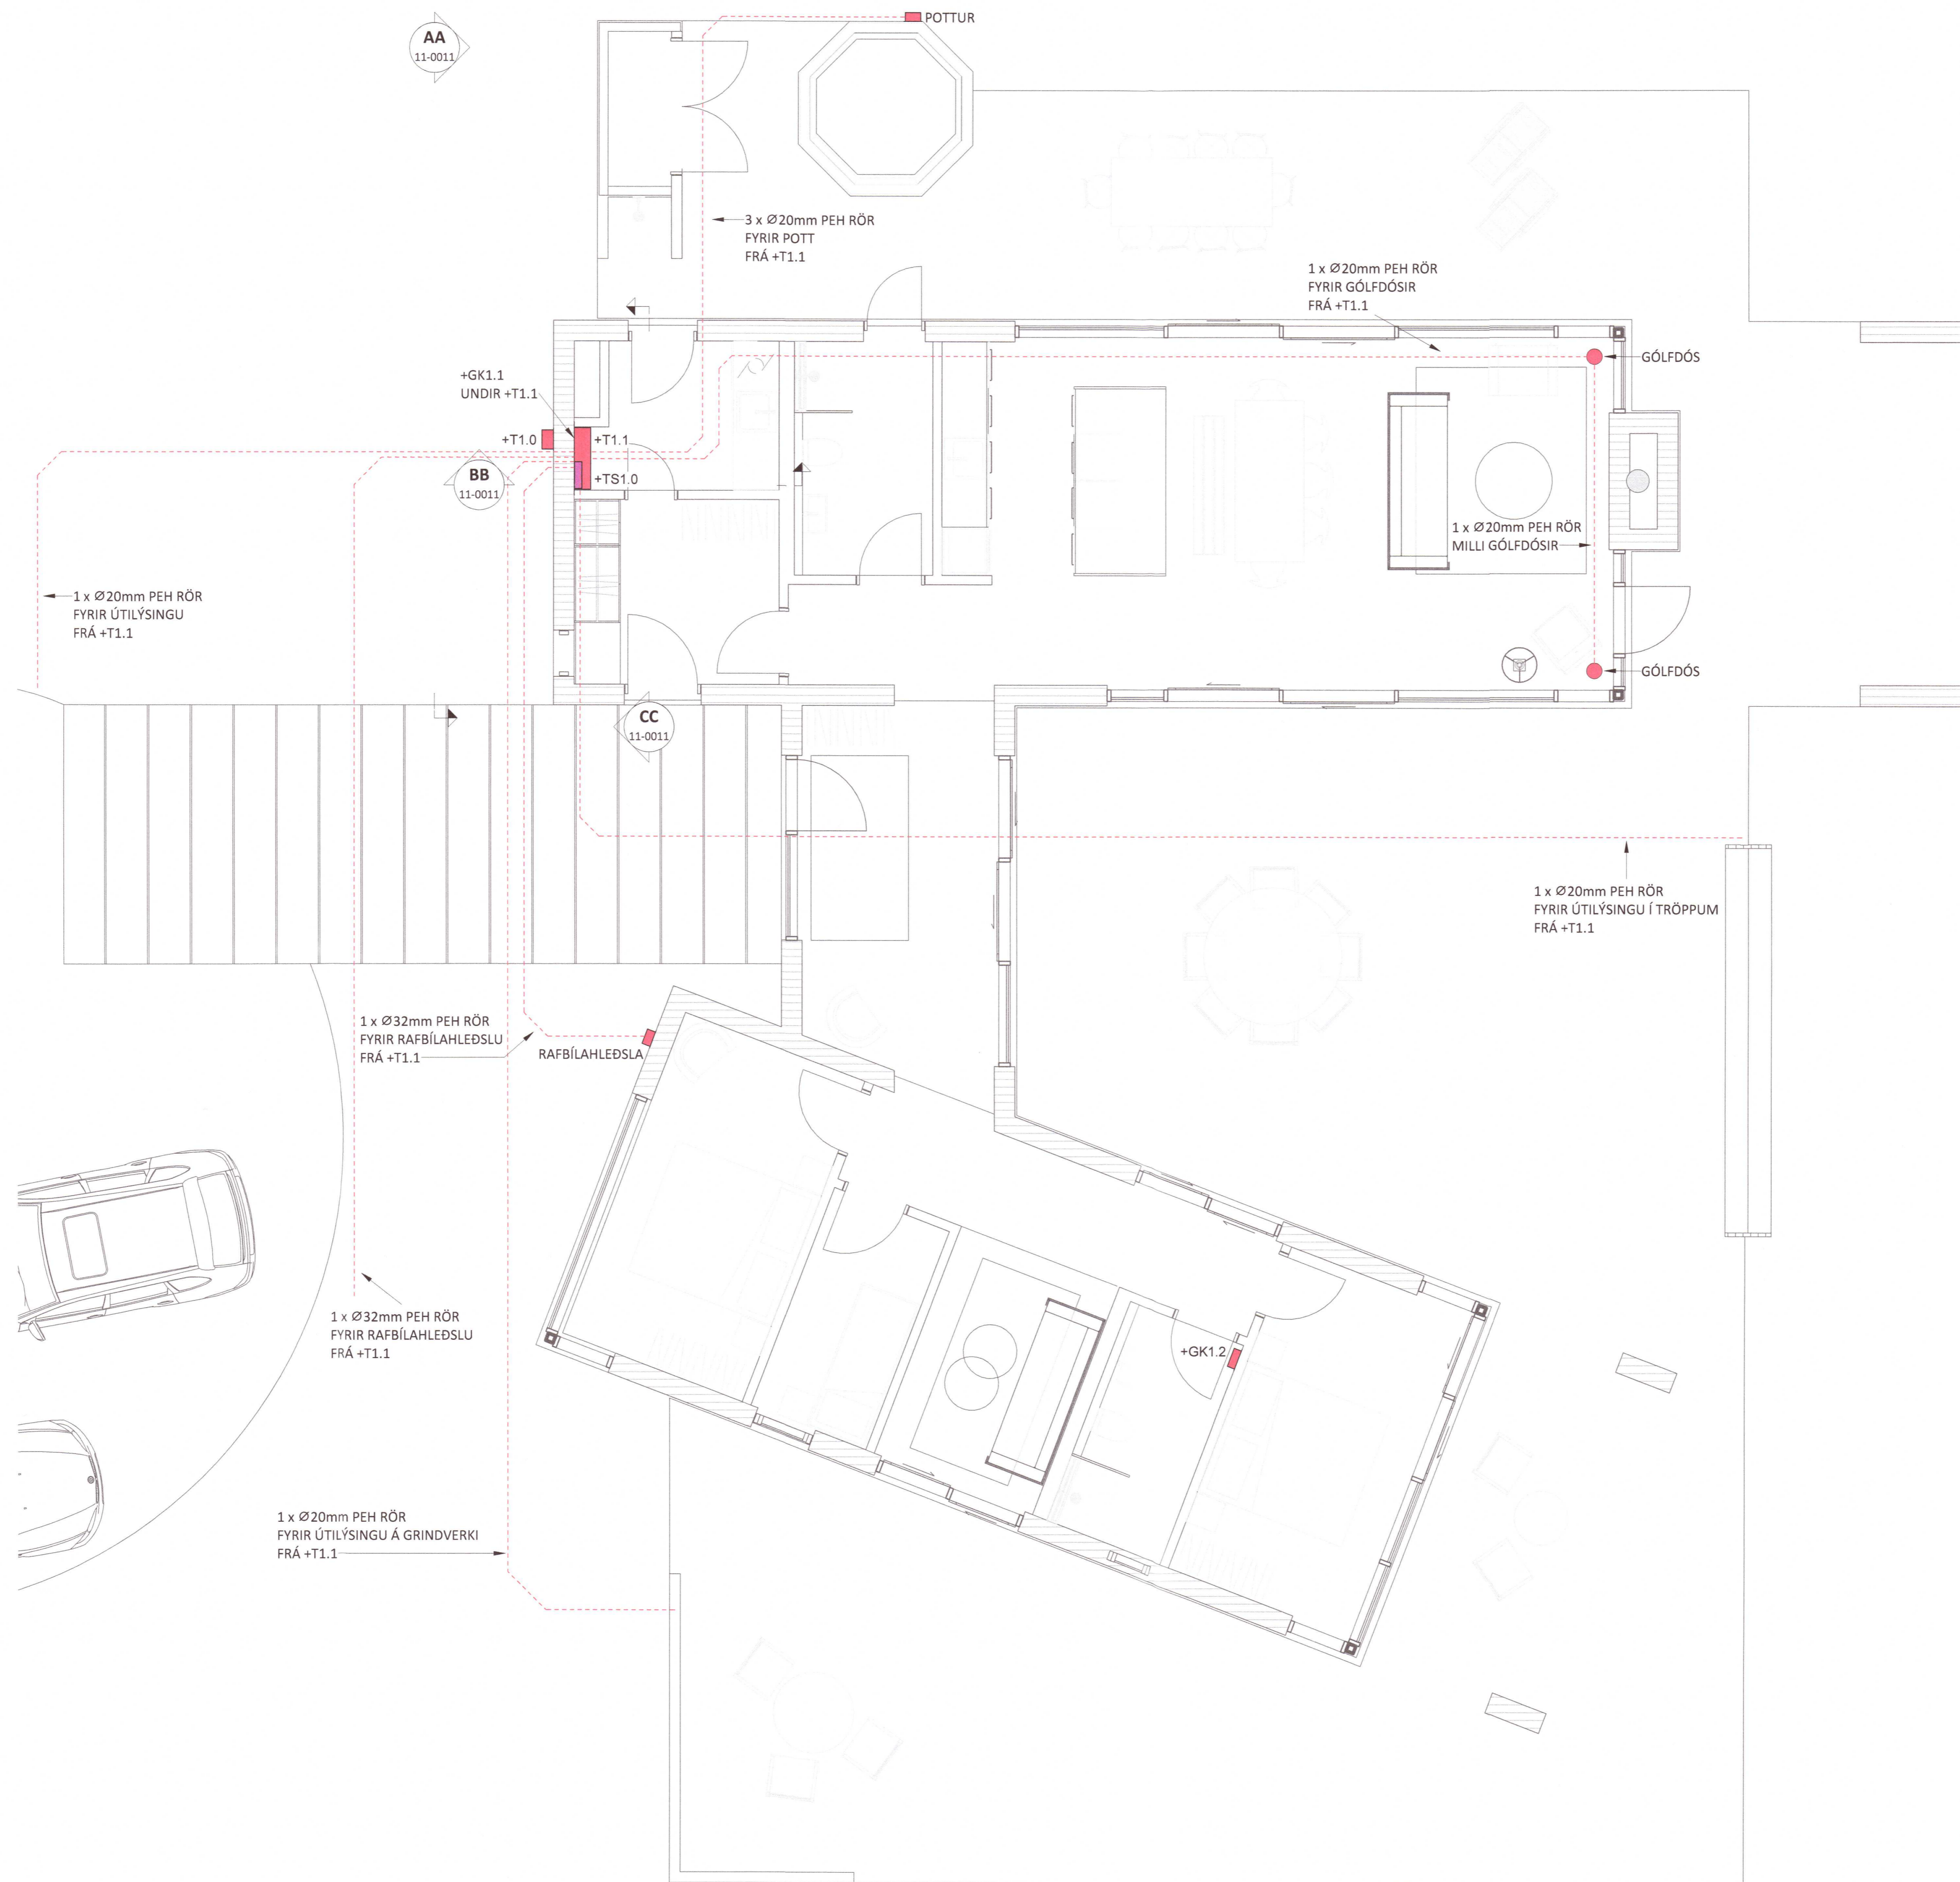 POTTUR
AA
11-0011
3 x Ø20mm PEH RÖR
FYRIR POTT
FRÁ +T1.1
1 x Ø20mm PEH RÖR
FYRIR GÓLFDÓSIR
FRÁ +T1.1
GÓLFDÓS
+GK1.1
UNDIR +T1.1
+T1.0
+T1.1
BB
11-0011
+TS1.0
1 x Ø20mm PEH RÖR
MILLI GÓLFDÓSIR
1 x Ø20mm PEH RÖR
FYRIR ÚTILÝSINGU
FRÁ +T1.1
GÓLFDÓS
CC
11-0011
1 x Ø20mm PEH RÖR
FYRIR ÚTILÝSINGU Í TRÖPPUM
FRÁ +T1.1
1 x Ø32mm PEH RÖR
FYRIR RAFBÍLAHLEÐSLU
FRÁ +T1.1
RAFBÍLAHLEÐSLA
1 x Ø32mm PEH RÖR
FYRIR RAFBÍLAHLEÐSLU
FRÁ +T1.1
+GK1.2
1 x Ø20mm PEH RÖR
FYRIR ÚTILÝSINGU Á GRINDVERKI
FRÁ +T1.1